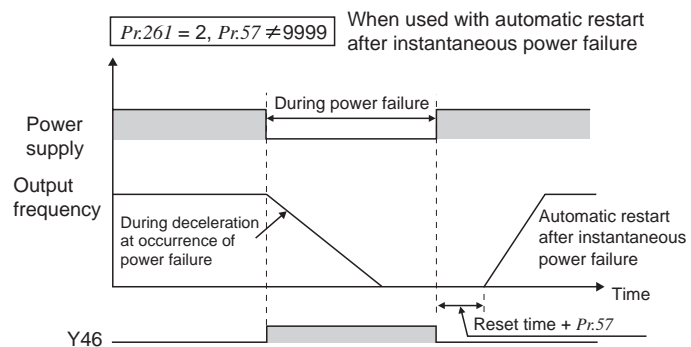 Pr.261 = 2, Pr.57 ≠9999
When used with automatic restart
after instantaneous power failure
During power failure
Power
supply
Output
frequency
During deceleration
at occurrence of
power failure
Automatic restart
after instantaneous
power failure
Time
Reset time + Pr.57
Y46